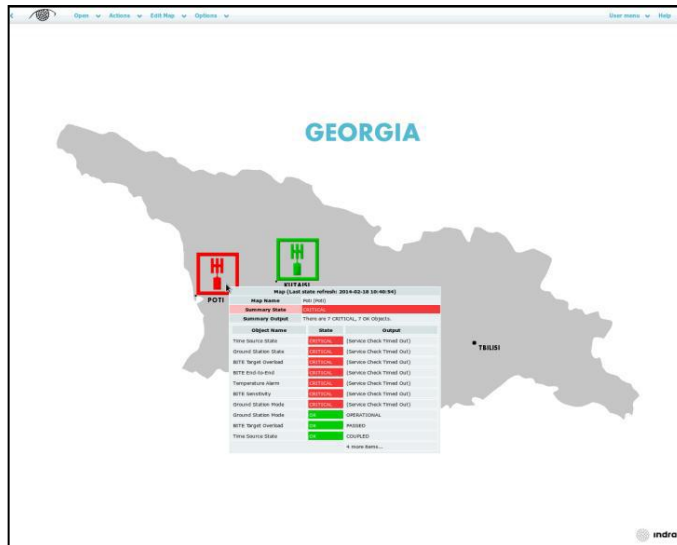 Open Actions Edit Map Options User menu Help
GEORGIA
KUTAISI
POTI
TBILISI
Map (Last state refresh: 2014-02-18 10:40:54)
Map Name Poti (Poti)
Summary State CRITICAL
Summary Output There are 7 CRITICAL, 7 OK Objects.
Object Name State Output
Time Source State CRITICAL (Service Check Timed Out)
Ground Station State CRITICAL (Service Check Timed Out)
BITE Target Overload CRITICAL (Service Check Timed Out)
BITE End-to-End CRITICAL (Service Check Timed Out)
Temperature Alarm CRITICAL (Service Check Timed Out)
BITE Sensitivity CRITICAL (Service Check Timed Out)
Ground Station Mode CRITICAL (Service Check Timed Out)
Ground Station Mode OK OPERATIONAL
BITE Target Overload OK PASSED
Time Source State OK COUPLED
4 more items...
indra